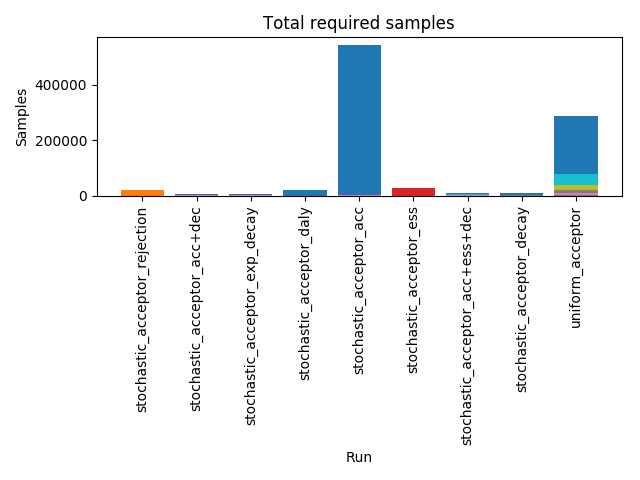 Total required samples
Samples
400000
200000
0
stochastic_acceptor_rejection
stochastic_acceptor_acc+dec
stochastic_acceptor_exp_decay
stochastic_acceptor_daly
stochastic_acceptor_acc
stochastic_acceptor_ess
stochastic_acceptor_acc+ess+dec
stochastic_acceptor_decay
uniform_acceptor
Run